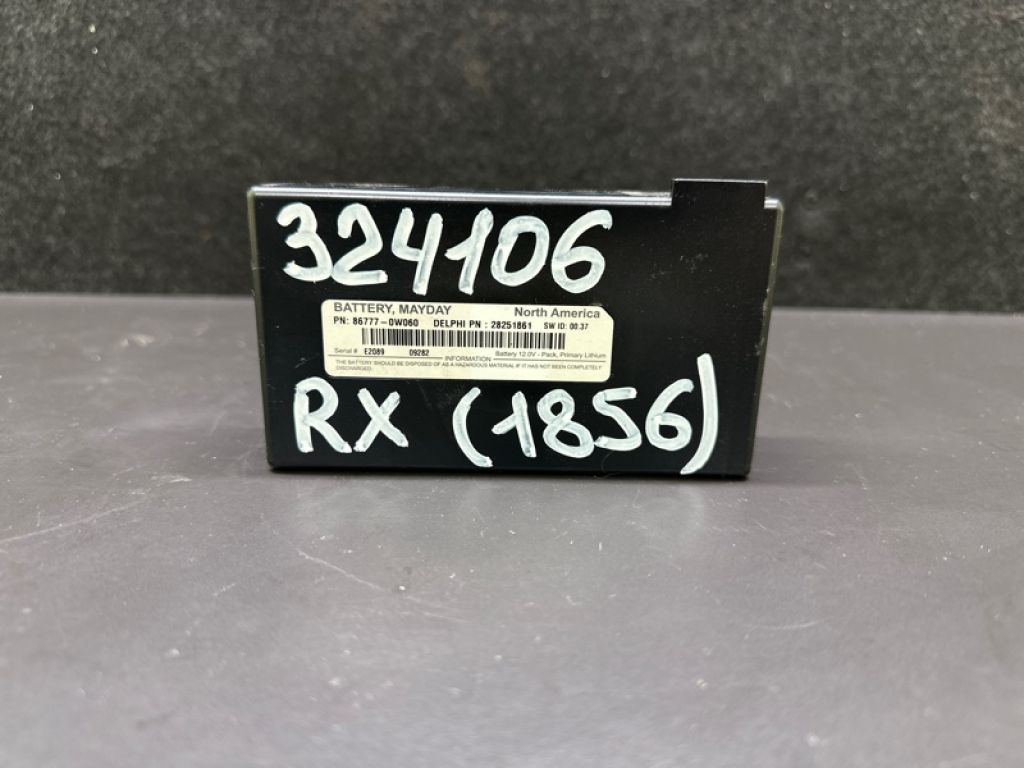 324106
BATTERY, MAYDAY North America
PN: 86777-0W060 DELPHI PN : 28251861 SW ID: 00.37
Serial # E2089 09282 Battery 12.0V - Pack, Primary Lithium
INFORMATION
THE BATTERY SHOULD BE DISPOSED OF AS A HAZARDOUS MATERIAL IF IT HAS NOT BEEN COMPLETELY
DISCHARGED.
RX (1856)